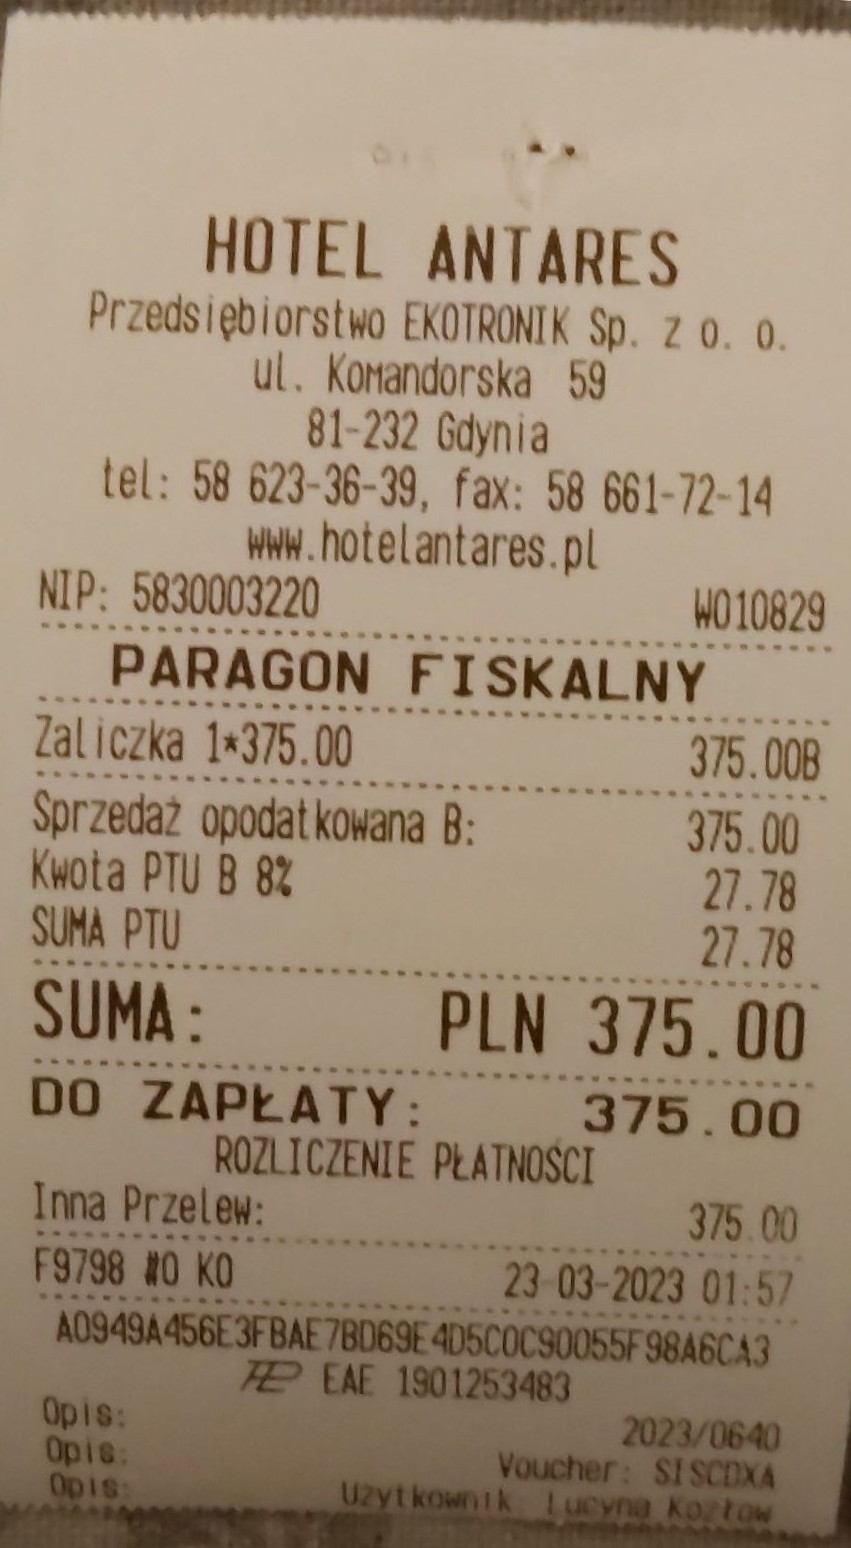 HOTEL ANTARES
Przedsiębiorstwo EKOTRONIK Sp. z o. o.
ul. Komandorska 59
81-232 Gdynia
tel: 58 623-36-39, fax: 58 661-72-14
www.hotelantares.pl
NIP: 5830003220 W010829
PARAGON FISKALNY
Zaliczka 1*375.00 375.00B
Sprzedaż opodatkowana B: 375.00
Kwota PTU B 8% 27.78
SUMA PTU 27.78
SUMA: PLN 375.00
DO ZAPŁATY: 375.00
ROZLICZENIE PŁATNOŚCI
Inna Przelew: 375.00
F9798 #0 K0 23-03-2023 01:57
A0949A456E3FBAE7BD69E4D5C0C90055F98A6CA3
EAE 1901253483
Opis: 2023/0640
Opis: Voucher: SISCDXA
Opis: Użytkownik: Lucyna Kozłow